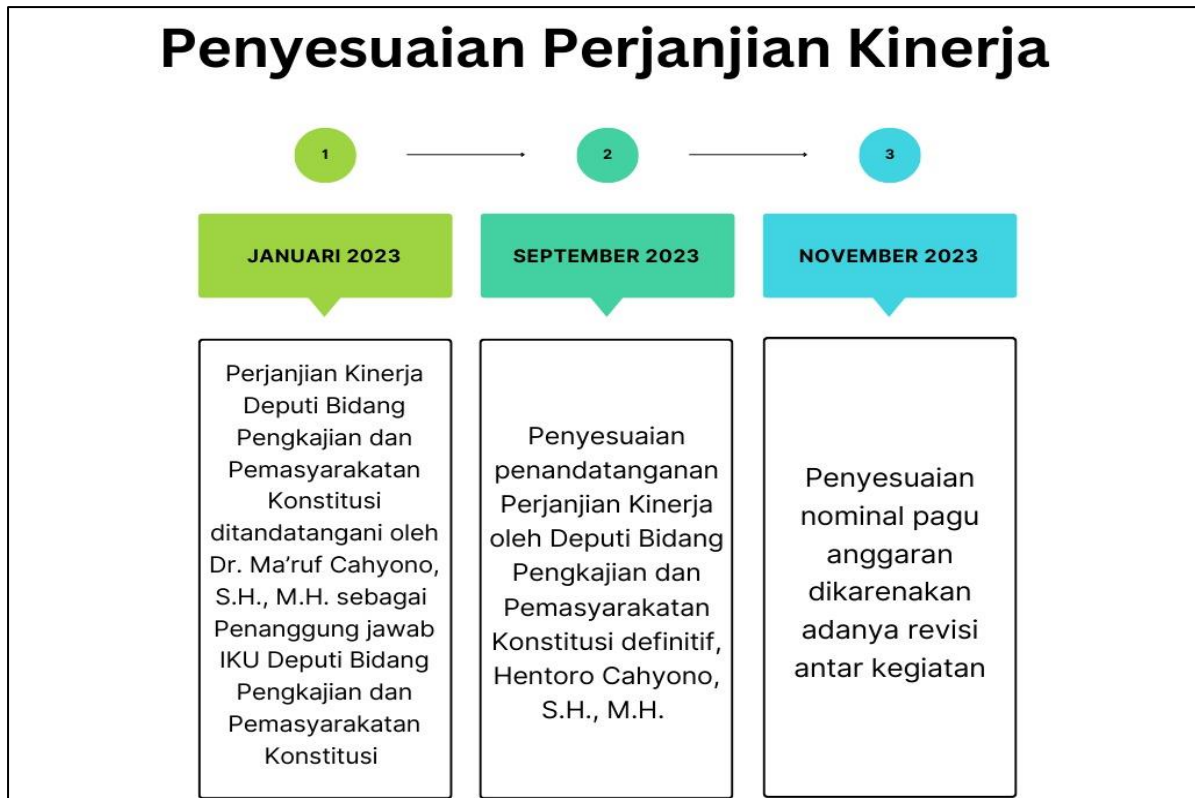 Penyesuaian Perjanjian Kinerja
1
2
3
JANUARI 2023
SEPTEMBER 2023
NOVEMBER 2023
Perjanjian Kinerja
Deputi Bidang
Pengkajian dan
Pemasyarakatan
Konstitusi
ditandatangani oleh
Dr. Ma’ruf Cahyono,
S.H., M.H. sebagai
Penanggung jawab
IKU Deputi Bidang
Pengkajian dan
Pemasyarakatan
Konstitusi
Penyesuaian
penandatanganan
Perjanjian Kinerja
oleh Deputi Bidang
Pengkajian dan
Pemasyarakatan
Konstitusi definitif,
Hentoro Cahyono,
S.H., M.H.
Penyesuaian
nominal pagu
anggaran
dikarenakan
adanya revisi
antar kegiatan